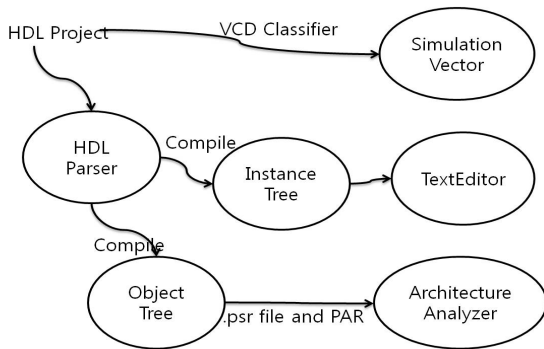 HDL Project
VCD Classifier
Simulation
Vector
HDL
Parser
Compile
Instance
Tree
TextEditor
Compile
Object
Tree
.psr file and PAR
Architecture
Analyzer